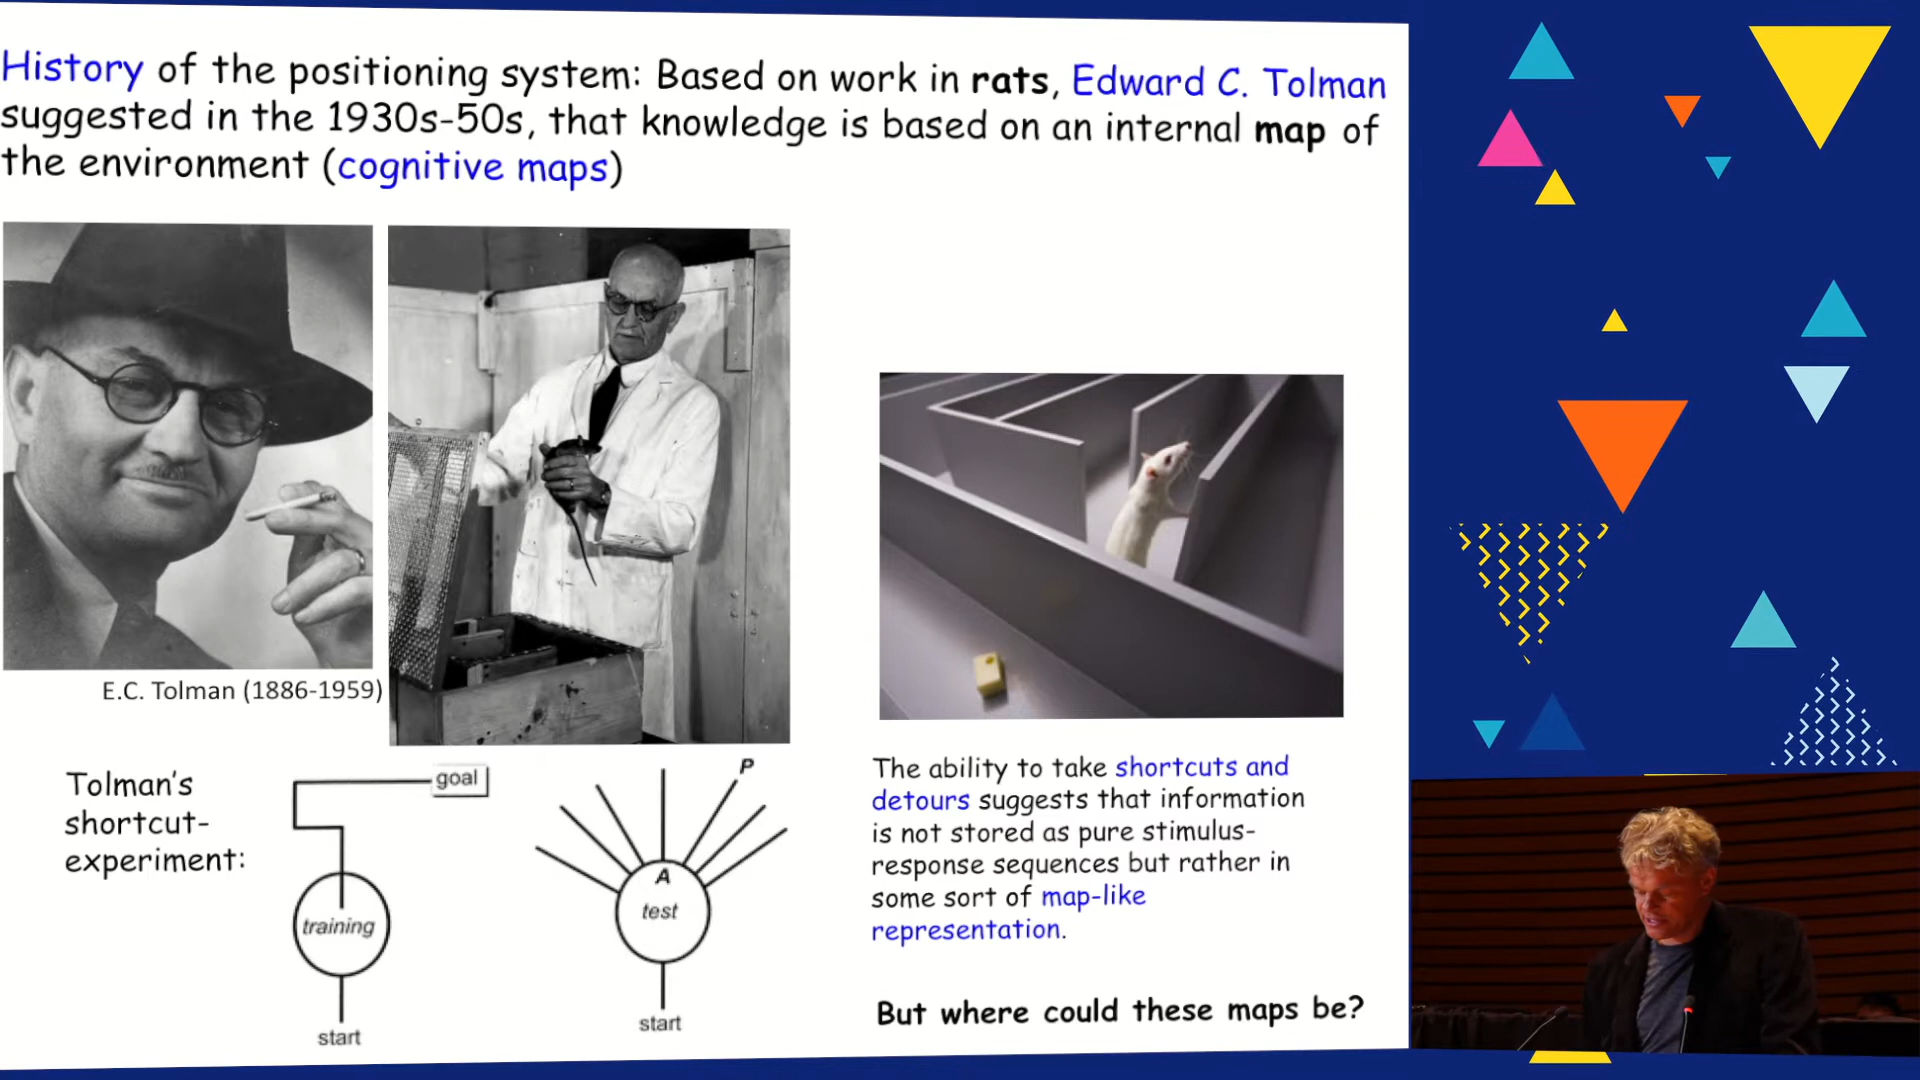 History of the positioning system: Based on work in rats, Edward C. Tolman
suggested in the 1930s-50s, that knowledge is based on an internal map of
the environment (cognitive maps)
E.C. Tolman (1886-1959)
Tolman's
shortcut-
experiment:
goal
training
start
P
A
test
start
The ability to take shortcuts and
detours suggests that information
is not stored as pure stimulus-
response sequences but rather in
some sort of map-like
representation.
But where could these maps be?